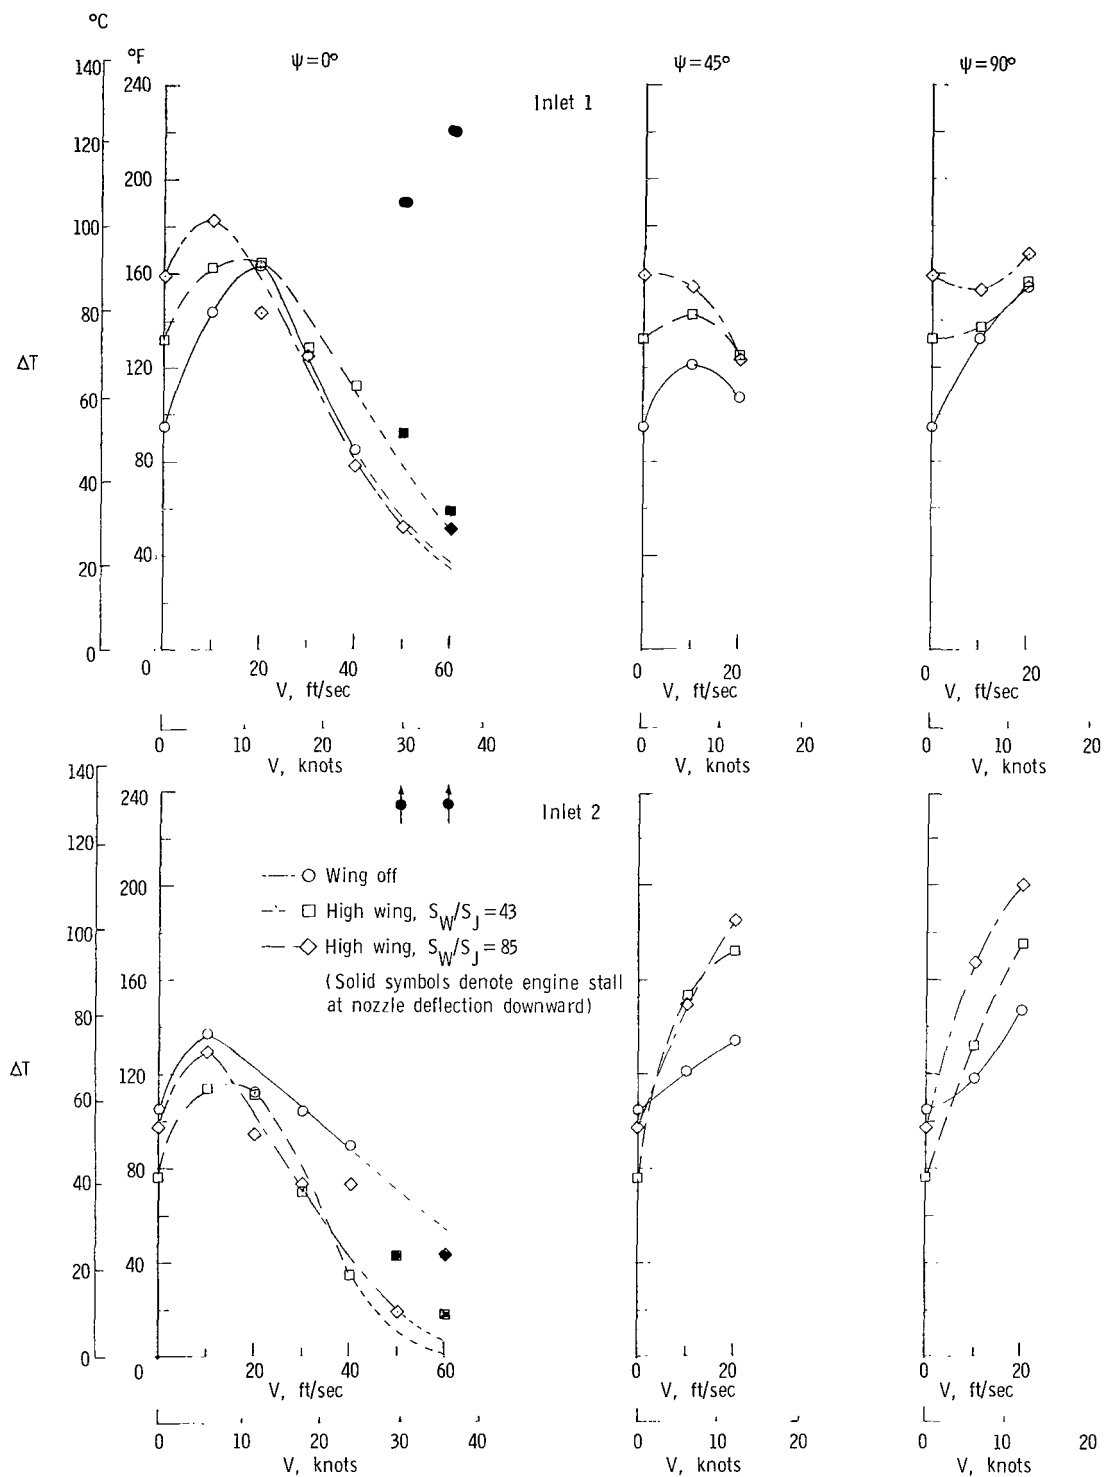 °C
°F
ψ=0°
ψ=45°
ψ=90°
Inlet 1
140
120
100
80
60
40
20
0
240
200
160
120
80
40
0
ΔT
20 40 60
V, ft/sec
0 20
V, ft/sec
0 20
V, ft/sec
0 10 20 30 40
V, knots
0 10 20
V, knots
0 10 20
V, knots
Inlet 2
140
120
100
80
60
40
20
0
240
200
160
120
80
40
0
ΔT
Wing off
High wing, S_W/S_J=43
High wing, S_W/S_J=85
(Solid symbols denote engine stall
at nozzle deflection downward)
20 40 60
V, ft/sec
0 20
V, ft/sec
0 20
V, ft/sec
0 10 20 30 40
V, knots
0 10 20
V, knots
0 10 20
V, knots